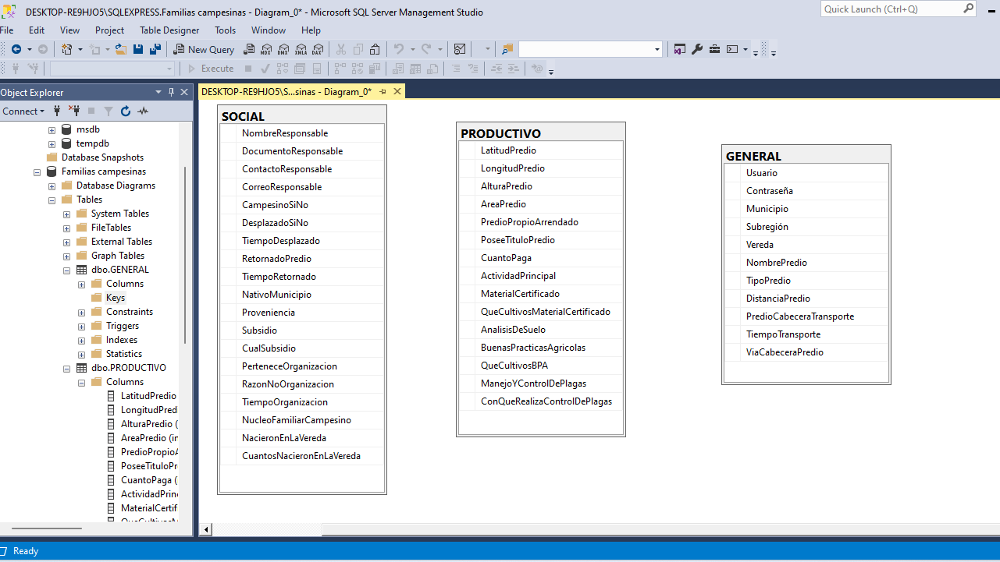 DESKTOP-RE9HJO5\SQLEXPRESS.Familias campesinas - Diagram_0* - Microsoft SQL Server Management Studio
Quick Launch (Ctrl+Q)
File Edit View Project Table Designer Tools Window Help
New Query
MDX DMX XMLA DAX
Execute
Object Explorer
Connect
msdb
tempdb
Database Snapshots
Familias campesinas
Database Diagrams
Tables
System Tables
FileTables
External Tables
Graph Tables
dbo.GENERAL
Columns
Keys
Constraints
Triggers
Indexes
Statistics
dbo.PRODUCTIVO
Columns
LatitudPredio
LongitudPred
AlturaPredio (
AreaPredio (in
PredioPropioA
PoseeTituloPr
CuantoPaga (
ActividadPrin
MaterialCertif
QueCultivosM
DESKTOP-RE9HJO5\S...sinas - Diagram_0*
SOCIAL
NombreResponsable
DocumentoResponsable
ContactoResponsable
CorreoResponsable
CampesinoSiNo
DesplazadoSiNo
TiempoDesplazado
RetornadoPredio
TiempoRetornado
NativoMunicipio
Proveniencia
Subsidio
CualSubsidio
PerteneceOrganizacion
RazonNoOrganizacion
TiempoOrganizacion
NucleoFamiliarCampesino
NacieronEnLaVereda
CuantosNacieronEnLaVereda
PRODUCTIVO
LatitudPredio
LongitudPredio
AlturaPredio
AreaPredio
PredioPropioArrendado
PoseeTituloPredio
CuantoPaga
ActividadPrincipal
MaterialCertificado
QueCultivosMaterialCertificado
AnalisisDeSuelo
BuenasPracticasAgricolas
QueCultivosBPA
ManejoYControlDePlagas
ConQueRealizaControlDePlagas
GENERAL
Usuario
Contraseña
Municipio
Subregión
Vereda
NombrePredio
TipoPredio
DistanciaPredio
PredioCabeceraTransporte
TiempoTransporte
ViaCabeceraPredio
Ready